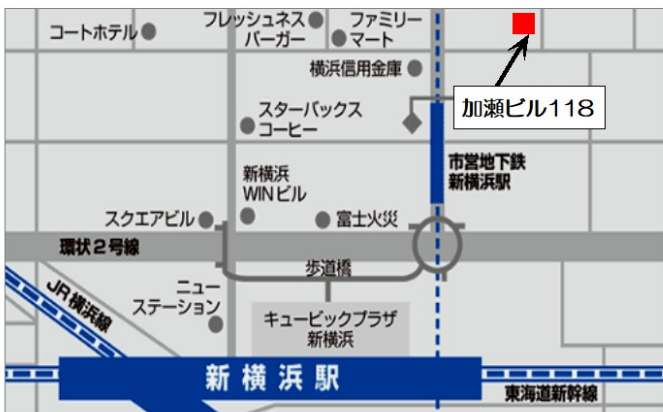 コートホテル
フレッシュネス
バーガー
ファミリー
マート
横浜信用金庫
加瀬ビル118
スターバックス
コーヒー
市営地下鉄
新横浜駅
新横浜
WINビル
スクエアビル
富士火災
環状2号線
歩道橋
JR横浜線
ニュー
ステーション
キュービックプラザ
新横浜
新横浜駅
東海道新幹線